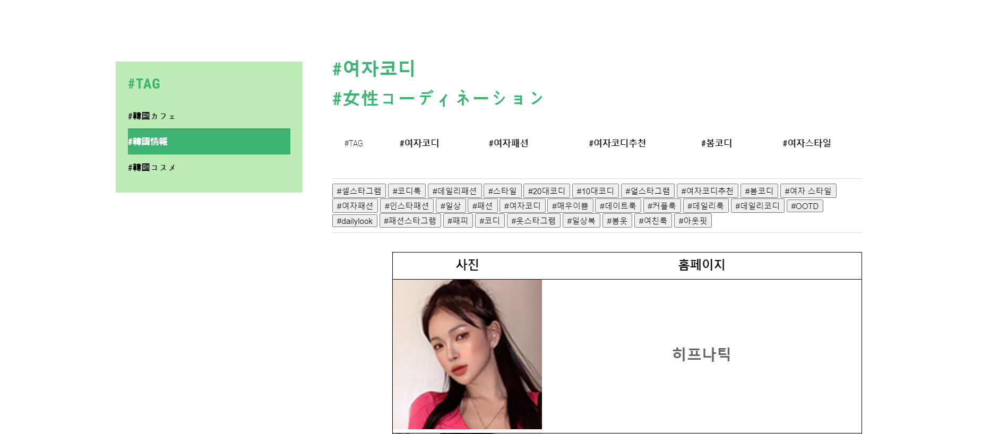 #TAG
#韓國カフェ
#韓國情報
#韓國コスメ
#여자코디
#女性コーディネーション
#TAG #여자코디 #여자패션 #여자코디추천 #봄코디 #여자스타일
#셀스타그램 #코디룩 #데일리패션 #스타일 #20대코디 #10대코디 #얼스타그램 #여자코디추천 #봄코디 #여자 스타일
#여자패션 #인스타패션 #일상 #패션 #여자코디 #매우이쁨 #데이트룩 #커플룩 #데일리룩 #데일리코디 #OOTD
#dailylook #패션스타그램 #패피 #코디 #옷스타그램 #일상복 #봄옷 #여친룩 #아웃핏
사진 홈페이지
히프나틱